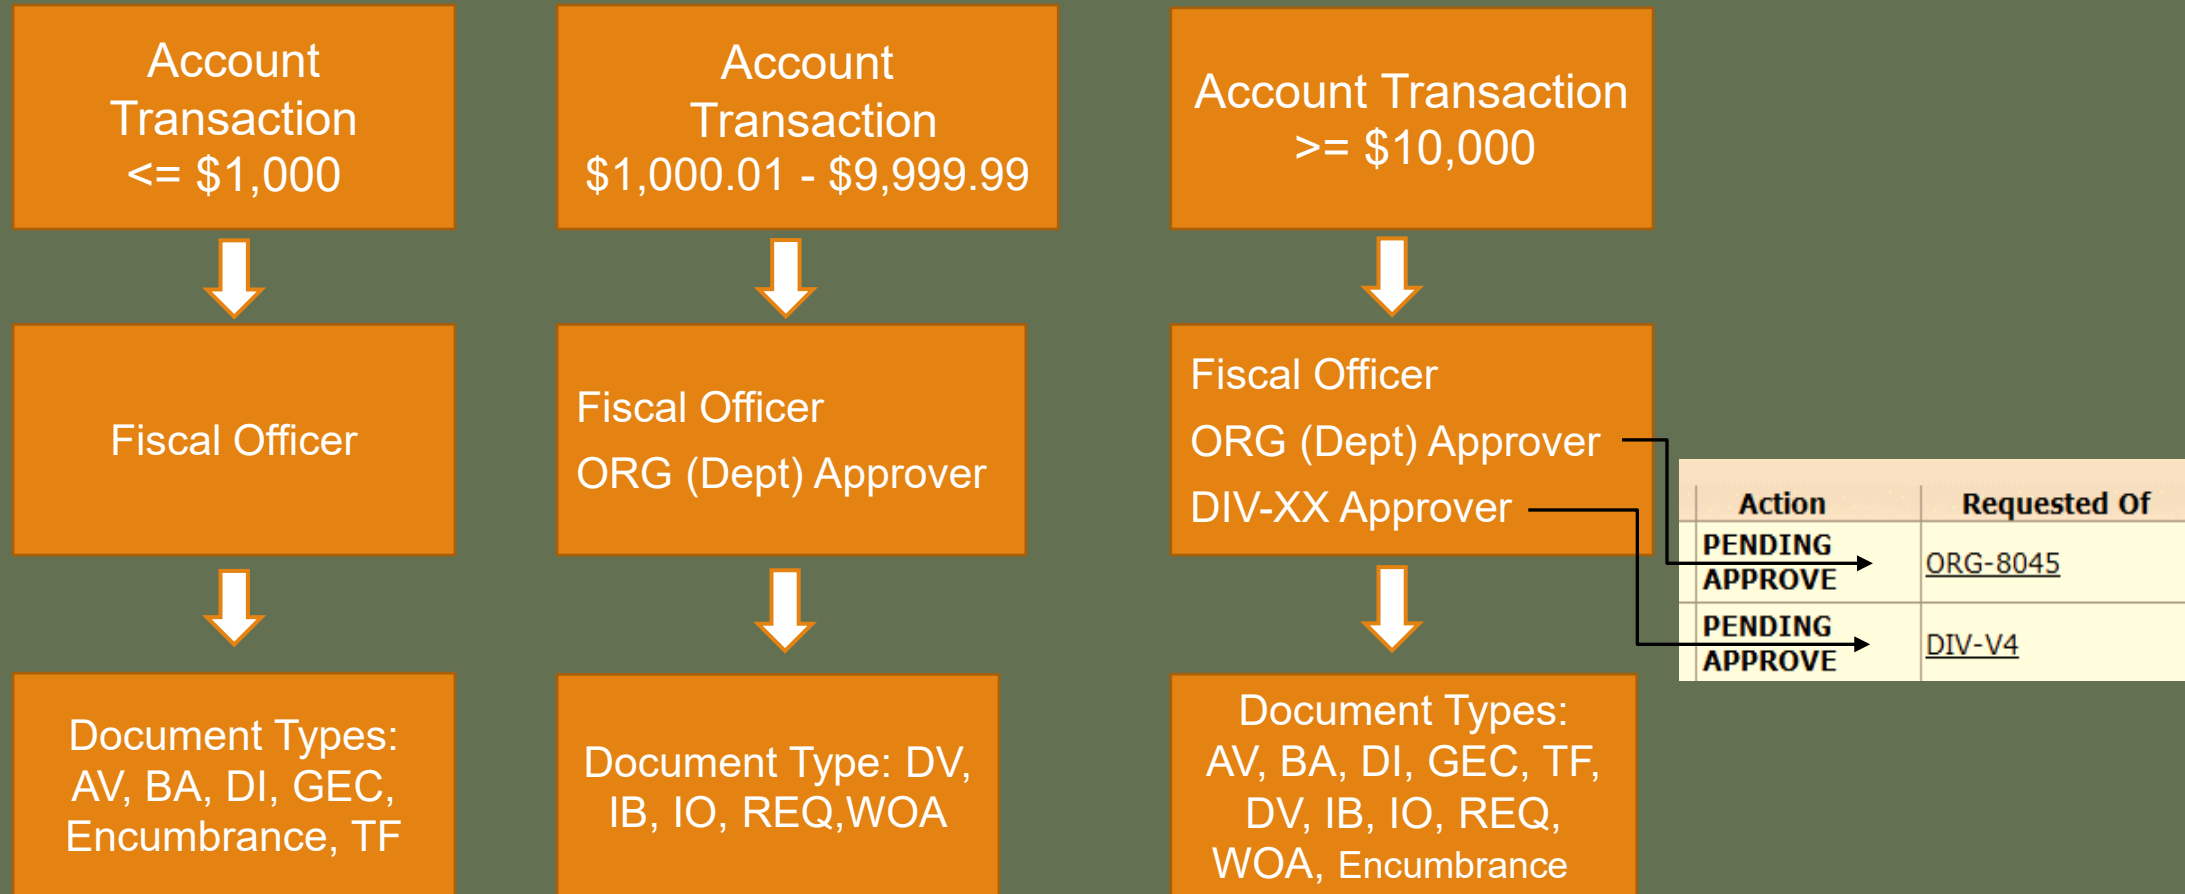 Account
Transaction
<= $1,000
Account
Transaction
$1,000.01 - $9,999.99
Account Transaction
>= $10,000
Fiscal Officer
Fiscal Officer
ORG (Dept) Approver
Fiscal Officer
ORG (Dept) Approver
DIV-XX Approver
Action Requested Of
PENDING
APPROVE
ORG-8045
PENDING
APPROVE
DIV-V4
Document Types:
AV, BA, DI, GEC,
Encumbrance, TF
Document Type: DV,
IB, IO, REQ,WOA
Document Types:
AV, BA, DI, GEC, TF,
DV, IB, IO, REQ,
WOA, Encumbrance